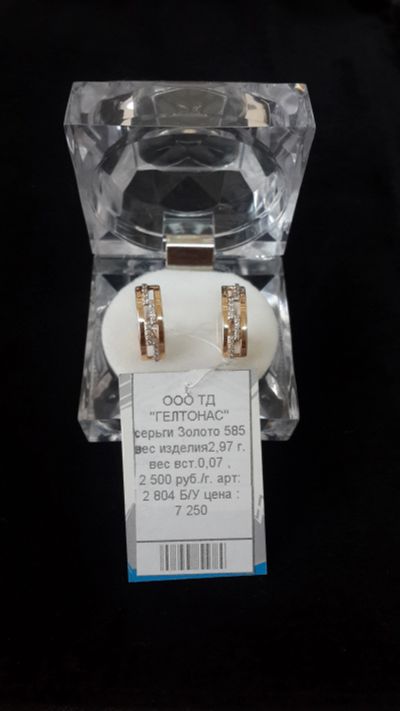 ООО ТД
"ГЕЛТОНАС"
серьги Золото 585
вес изделия2,97 г.
вес вст.0,07 ,
2 500 руб./г. арт:
2 804 Б/У цена :
7 250